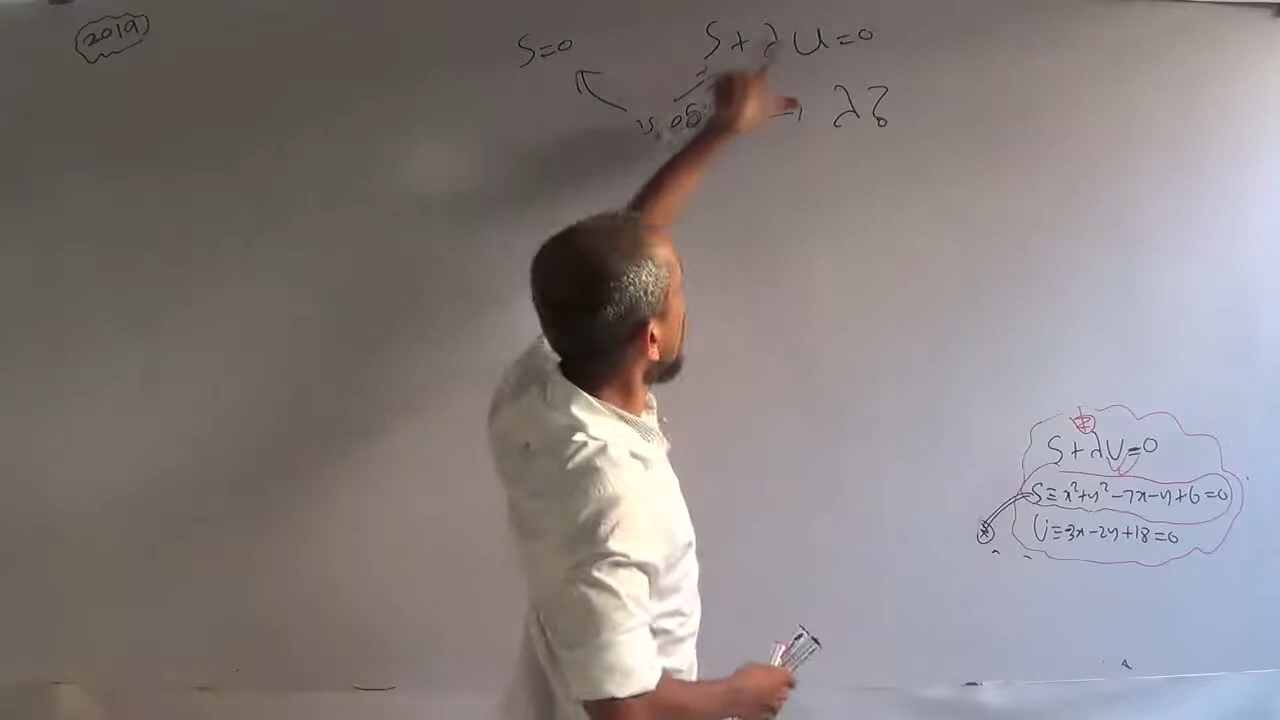 2019
S=0
S+λU=0
λ?
S+λU=0
S≡x²+y²-7x-y+6=0
U≡3x-2y+18=0